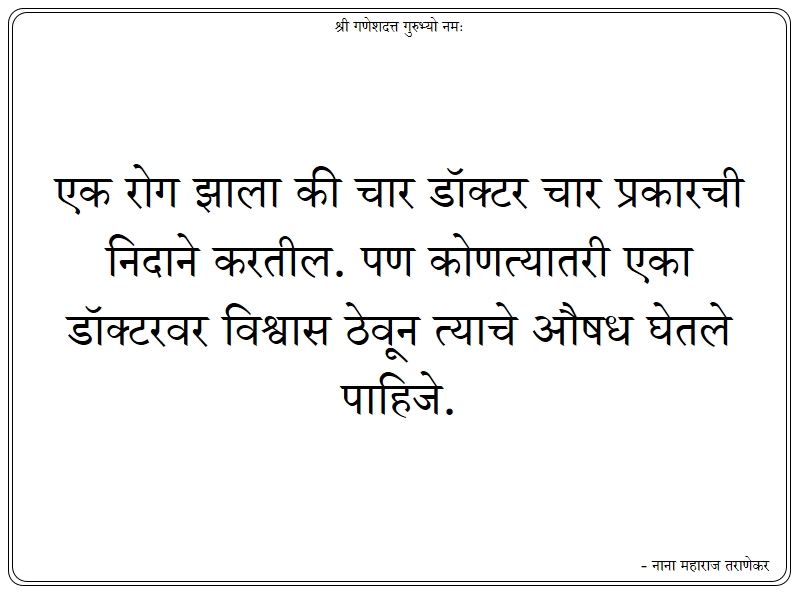 श्री गणेशदत्त गुरुभ्यो नमः
एक रोग झाला की चार डॉक्टर चार प्रकारची
निदाने करतील. पण कोणत्यातरी एका
डॉक्टरवर विश्वास ठेवून त्याचे औषध घेतले
पाहिजे.
- नाना महाराज तराणेकर